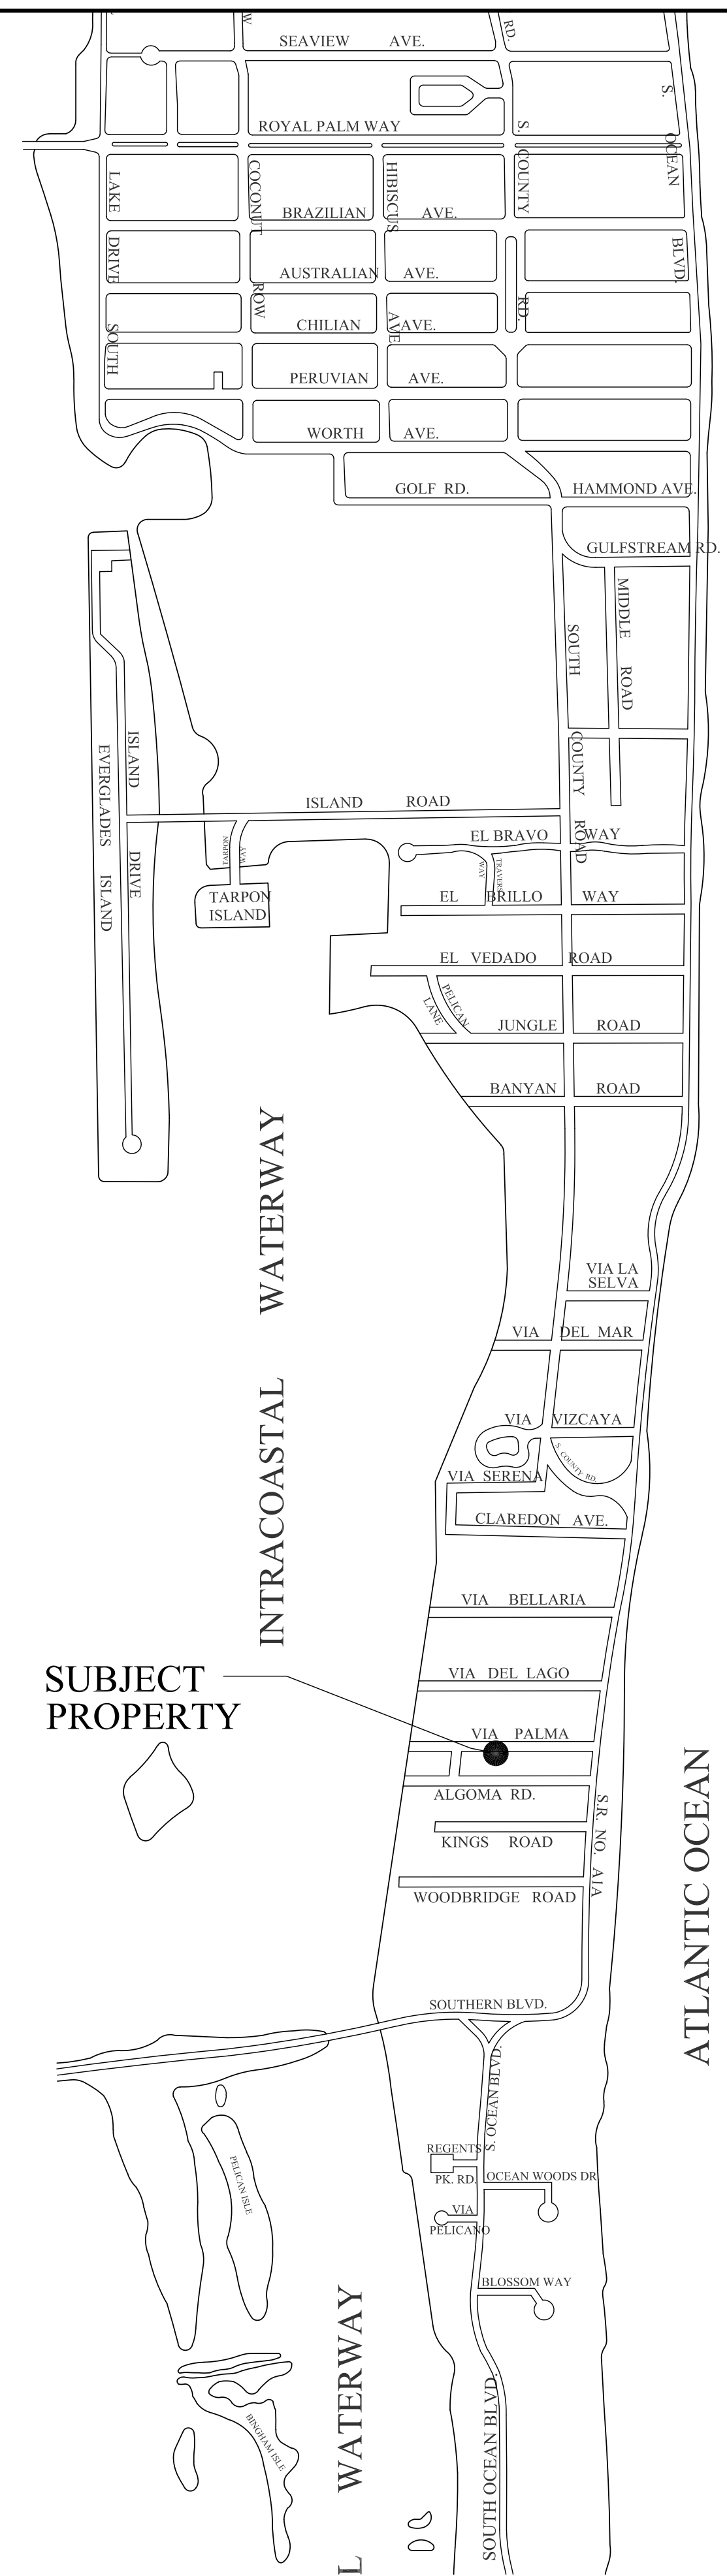 W
RD.
SEAVIEW AVE.
S. OCEAN BLVD.
ROYAL PALM WAY
S. COUNTY RD.
LAKE DRIVE SOUTH
COCONUT ROW
HIBISCUS AVE
BRAZILIAN AVE.
AUSTRALIAN AVE.
CHILIAN AVE.
PERUVIAN AVE.
WORTH AVE.
GOLF RD.
HAMMOND AVE.
GULFSTREAM RD.
MIDDLE ROAD
SOUTH COUNTY ROAD
ISLAND DRIVE
EVERGLADES ISLAND
ISLAND ROAD
TARPON WAY
TARPON
ISLAND
EL BRAVO WAY
TRAVERS
WAY
EL BRILLO WAY
EL VEDADO ROAD
PELICAN
LANE
JUNGLE ROAD
BANYAN ROAD
INTRACOASTAL WATERWAY
VIA LA
SELVA
VIA DEL MAR
VIA VIZCAYA
S. COUNTY RD.
VIA SERENA
CLAREDON AVE.
VIA BELLARIA
SUBJECT
PROPERTY
VIA DEL LAGO
VIA PALMA
ALGOMA RD.
KINGS ROAD
S.R. NO. A1A
WOODBRIDGE ROAD
ATLANTIC OCEAN
SOUTHERN BLVD.
S. OCEAN BLVD.
REGENTS
PK. RD.
OCEAN WOODS DR
VIA
PELICANO
PELICAN ISLE
BLOSSOM WAY
L WATERWAY
SOUTH OCEAN BLVD.
BINGHAM ISLE